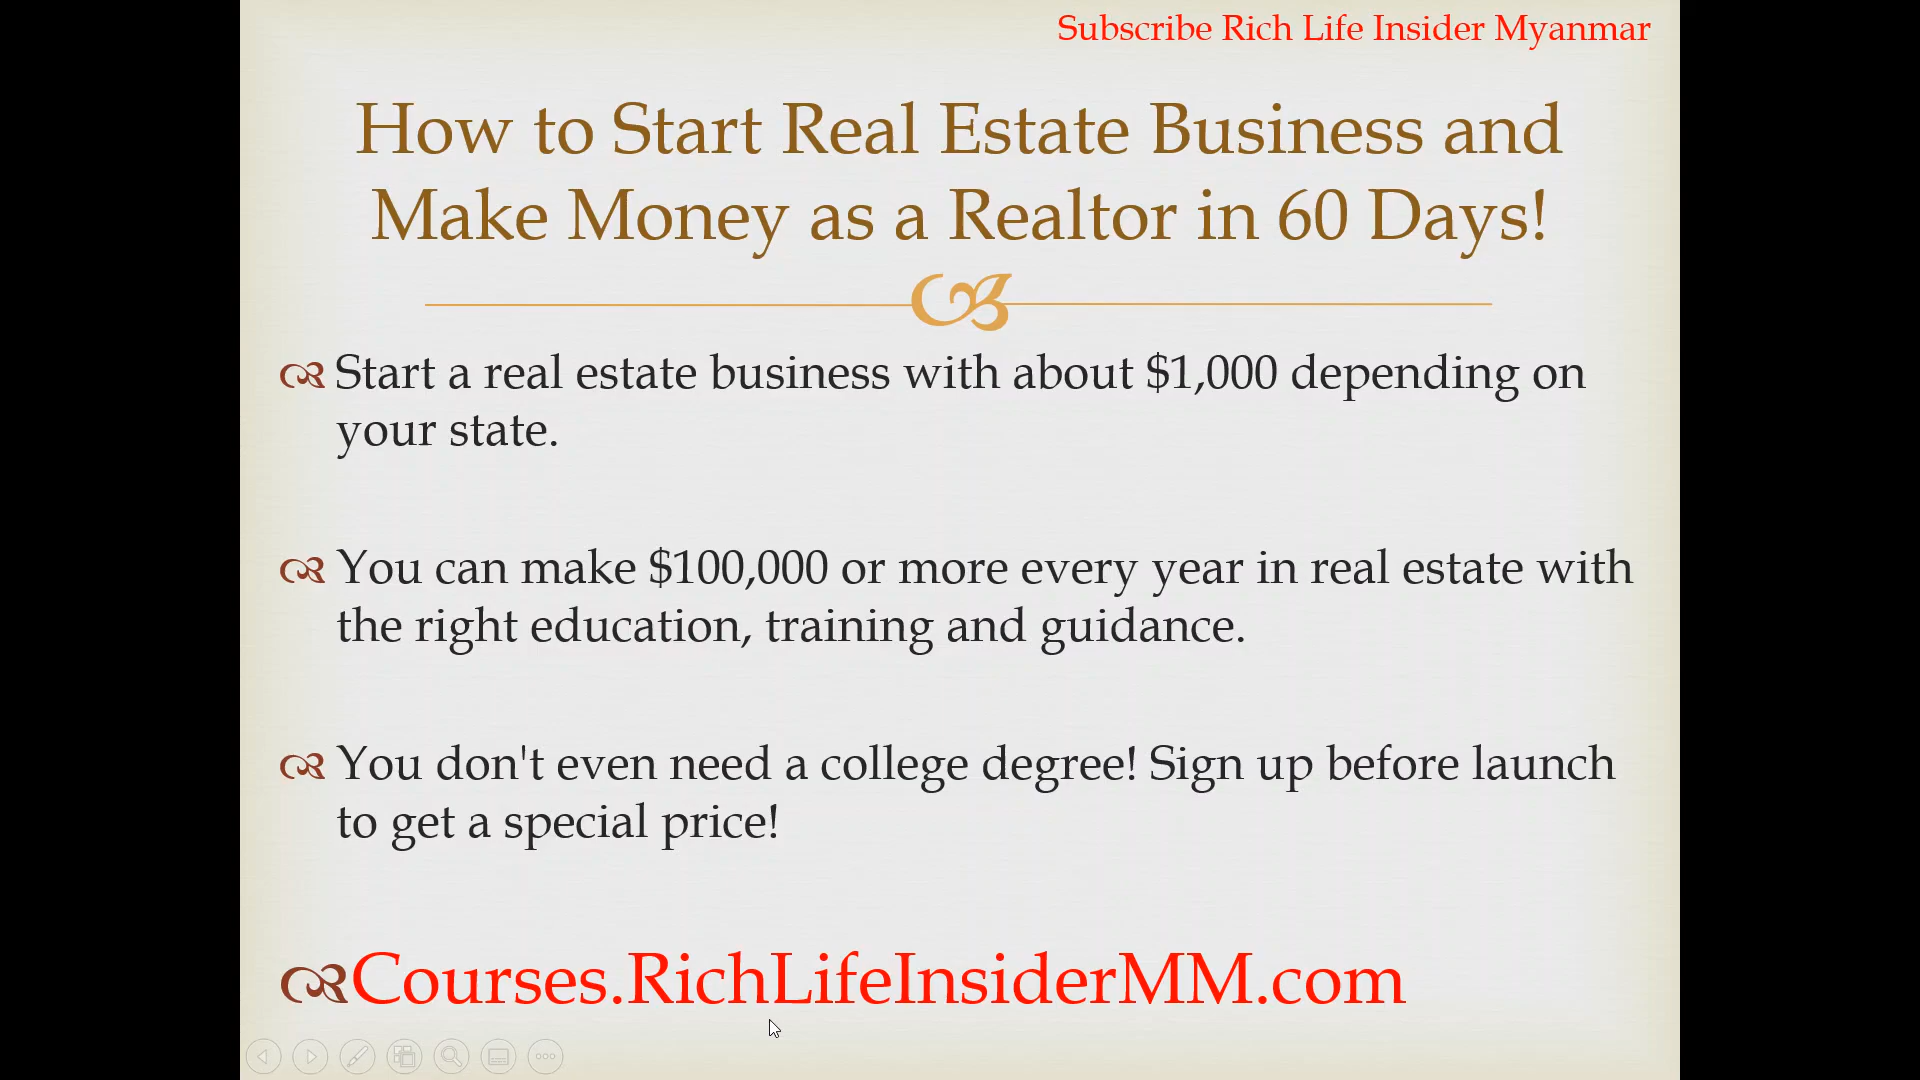 Subscribe Rich Life Insider Myanmar
How to Start Real Estate Business and
Make Money as a Realtor in 60 Days!
Start a real estate business with about $1,000 depending on
your state.
You can make $100,000 or more every year in real estate with
the right education, training and guidance.
You don't even need a college degree! Sign up before launch
to get a special price!
Courses.RichLifeInsiderMM.com